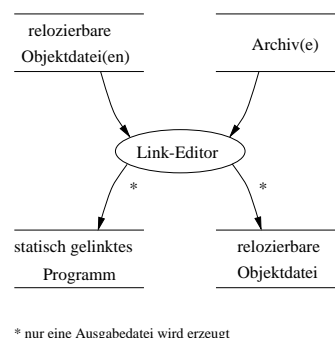 relozierbare
Objektdatei(en)
Archiv(e)
Link-Editor
*
*
statisch gelinktes
Programm
relozierbare
Objektdatei
* nur eine Ausgabedatei wird erzeugt